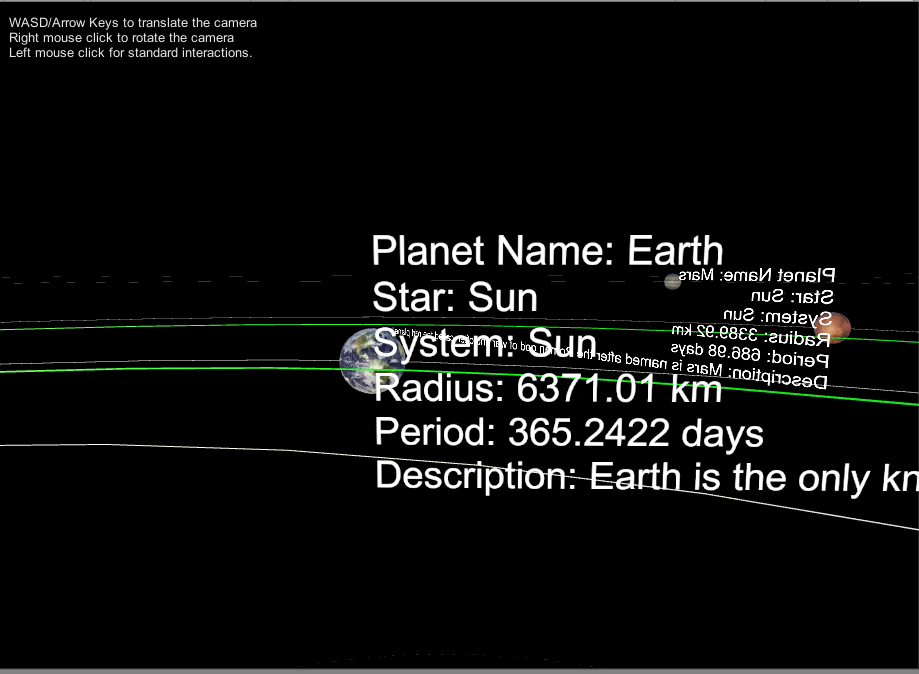 WASD/Arrow Keys to translate the camera
Right mouse click to rotate the camera
Left mouse click for standard interactions.
Planet Name: Earth
Star: Sun
System: Sun
Radius: 6371.01 km
Period: 365.2422 days
Description: Earth is the only kn
Planet Name: Mars
Star: Sun
System: Sun
Radius: 3389.92 km
Period: 686.98 days
Description: Mars is named after the Roman god of war